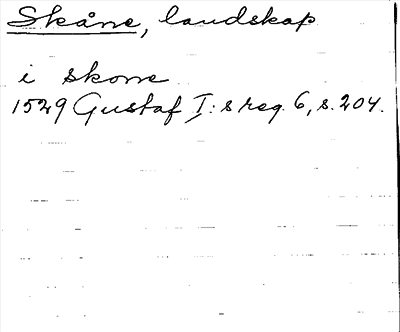 Skåne, landskap
i skone
1529 Gustaf I:s reg. 6, s. 204.